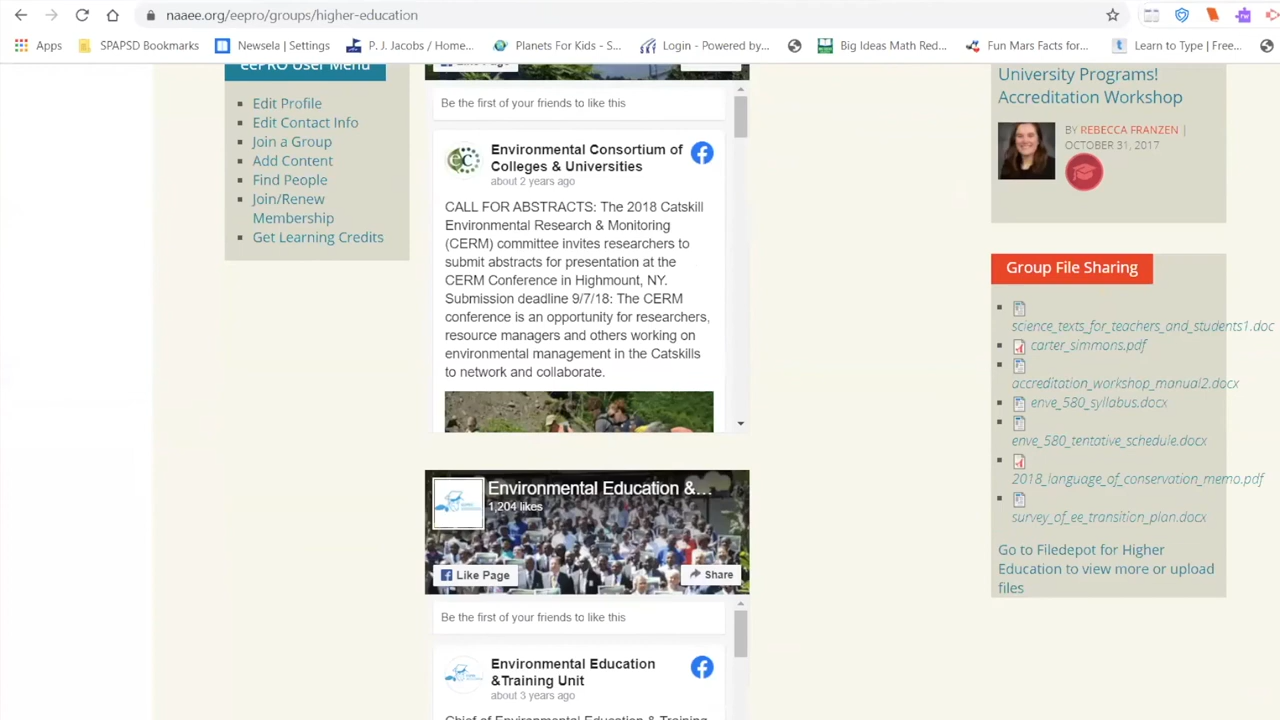 naaee.org/eepro/groups/higher-education
Apps SPAPSD Bookmarks Newsela | Settings P. J. Jacobs / Home... Planets For Kids - S... Login - Powered by... Big Ideas Math Red... Fun Mars Facts for... Learn to Type | Free...
eePRO User Menu
Edit Profile
Edit Contact Info
Join a Group
Add Content
Find People
Join/Renew
Membership
Get Learning Credits
Like Page
Be the first of your friends to like this
Environmental Consortium of
Colleges & Universities
about 2 years ago
CALL FOR ABSTRACTS: The 2018 Catskill
Environmental Research & Monitoring
(CERM) committee invites researchers to
submit abstracts for presentation at the
CERM Conference in Highmount, NY.
Submission deadline 9/7/18: The CERM
conference is an opportunity for researchers,
resource managers and others working on
environmental management in the Catskills
to network and collaborate.
Environmental Education &...
1,204 likes
Like Page
Share
Be the first of your friends to like this
Environmental Education
&Training Unit
about 3 years ago
Chief of Environmental Education & Training
University Programs!
Accreditation Workshop
BY REBECCA FRANZEN |
OCTOBER 31, 2017
Group File Sharing
science_texts_for_teachers_and_students1.doc
carter_simmons.pdf
accreditation_workshop_manual2.docx
enve_580_syllabus.docx
enve_580_tentative_schedule.docx
2018_language_of_conservation_memo.pdf
survey_of_ee_transition_plan.docx
Go to Filedepot for Higher
Education to view more or upload
files